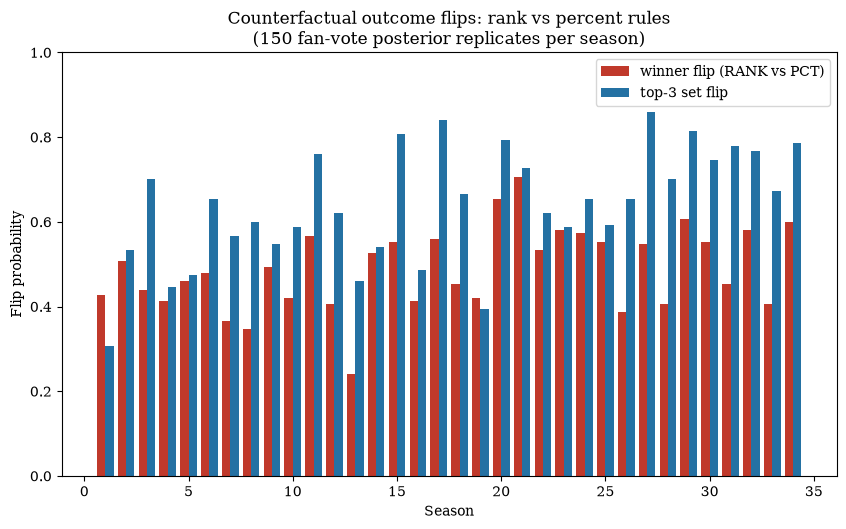 Counterfactual outcome flips: rank vs percent rules
(150 fan-vote posterior replicates per season)
winner flip (RANK vs PCT)
top-3 set flip
Flip probability
1.0
0.8
0.6
0.4
0.2
0.0
0 5 10 15 20 25 30 35
Season